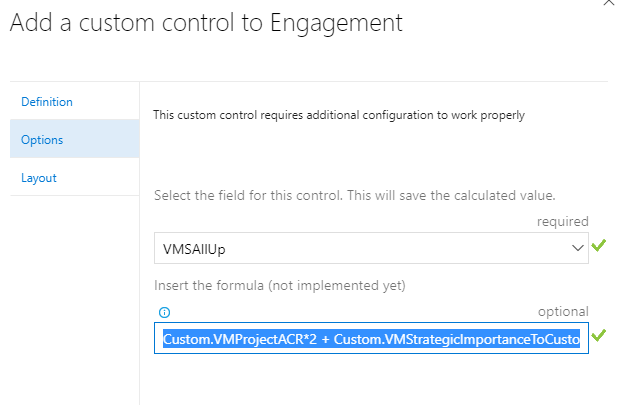 Add a custom control to Engagement
Definition
This custom control requires additional configuration to work properly
Options
Layout
Select the field for this control. This will save the calculated value.
required
VMSAllUp
Insert the formula (not implemented yet)
optional
Custom.VMProjectACR*2 + Custom.VMStrategicImportanceToCusto